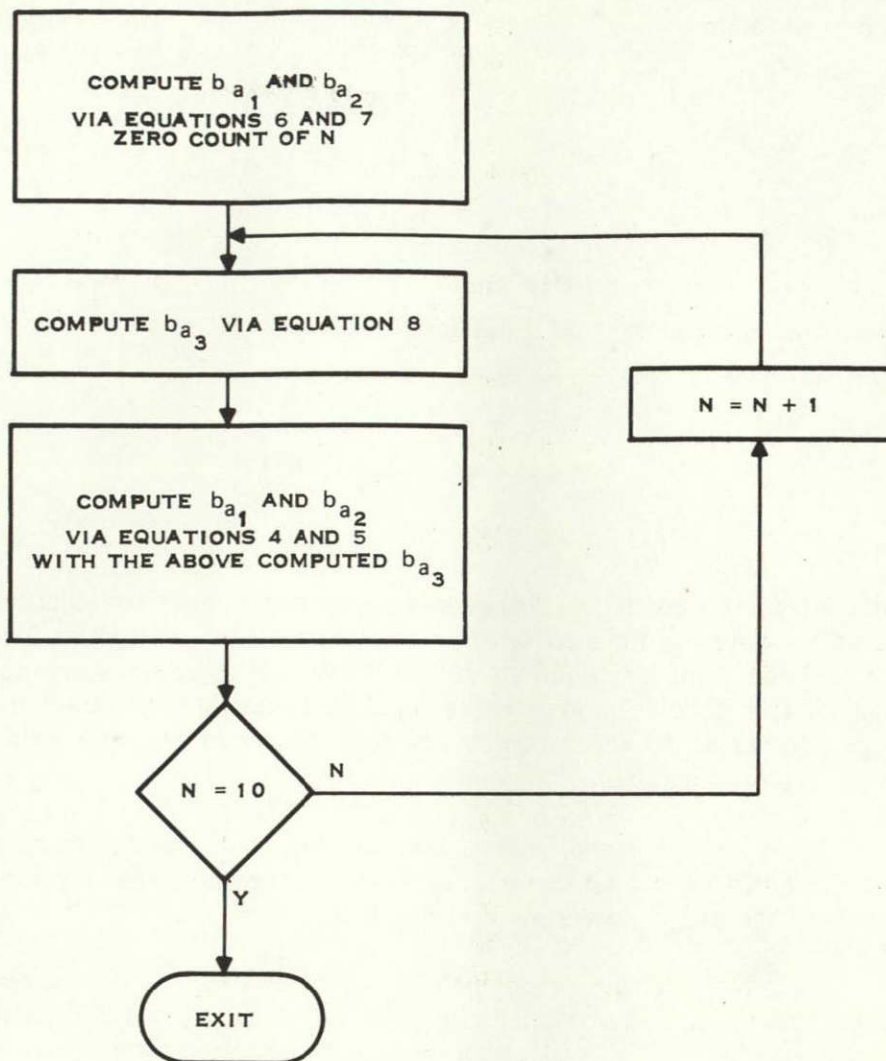 COMPUTE b a1 AND b a2
VIA EQUATIONS 6 AND 7
ZERO COUNT OF N
COMPUTE b a3 VIA EQUATION 8
N = N + 1
COMPUTE b a1 AND b a2
VIA EQUATIONS 4 AND 5
WITH THE ABOVE COMPUTED b a3
N = 10
N
Y
EXIT